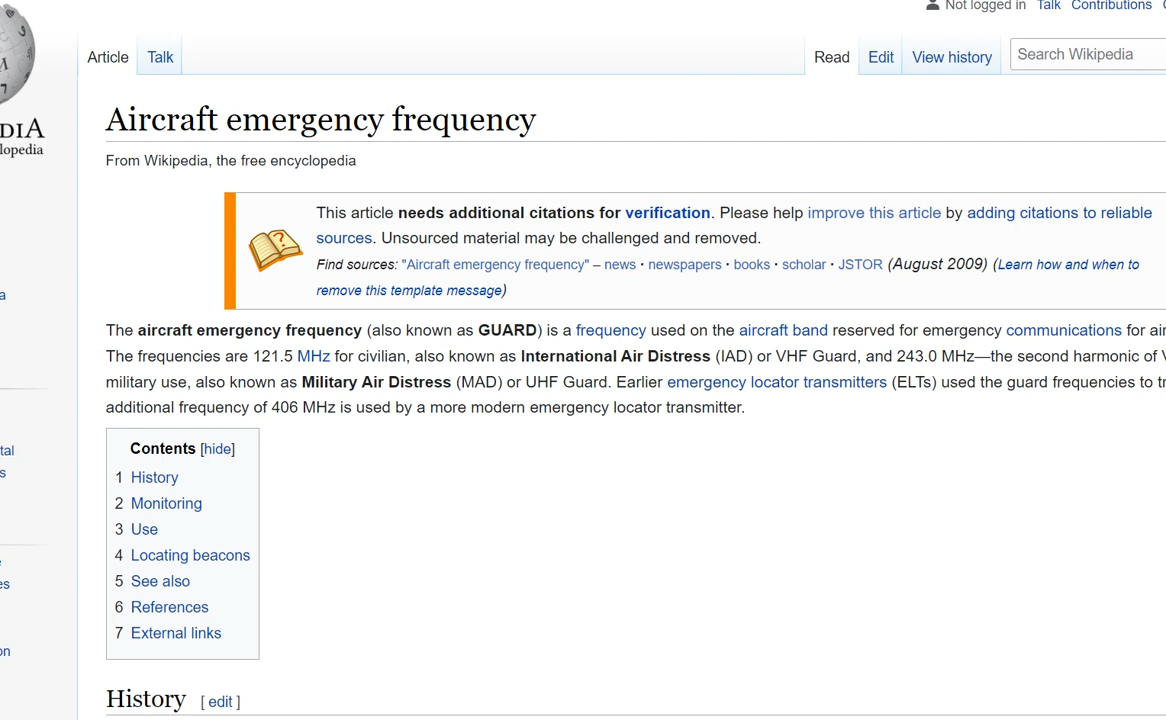 Not logged in Talk Contributions
Article Talk Read Edit View history Search Wikipedia
Aircraft emergency frequency
From Wikipedia, the free encyclopedia
This article needs additional citations for verification. Please help improve this article by adding citations to reliable
sources. Unsourced material may be challenged and removed.
Find sources: "Aircraft emergency frequency" – news · newspapers · books · scholar · JSTOR (August 2009) (Learn how and when to
remove this template message)
The aircraft emergency frequency (also known as GUARD) is a frequency used on the aircraft band reserved for emergency communications for
The frequencies are 121.5 MHz for civilian, also known as International Air Distress (IAD) or VHF Guard, and 243.0 MHz—the second harmonic of
military use, also known as Military Air Distress (MAD) or UHF Guard. Earlier emergency locator transmitters (ELTs) used the guard frequencies to
additional frequency of 406 MHz is used by a more modern emergency locator transmitter.
Contents [hide]
1 History
2 Monitoring
3 Use
4 Locating beacons
5 See also
6 References
7 External links
History [ edit ]